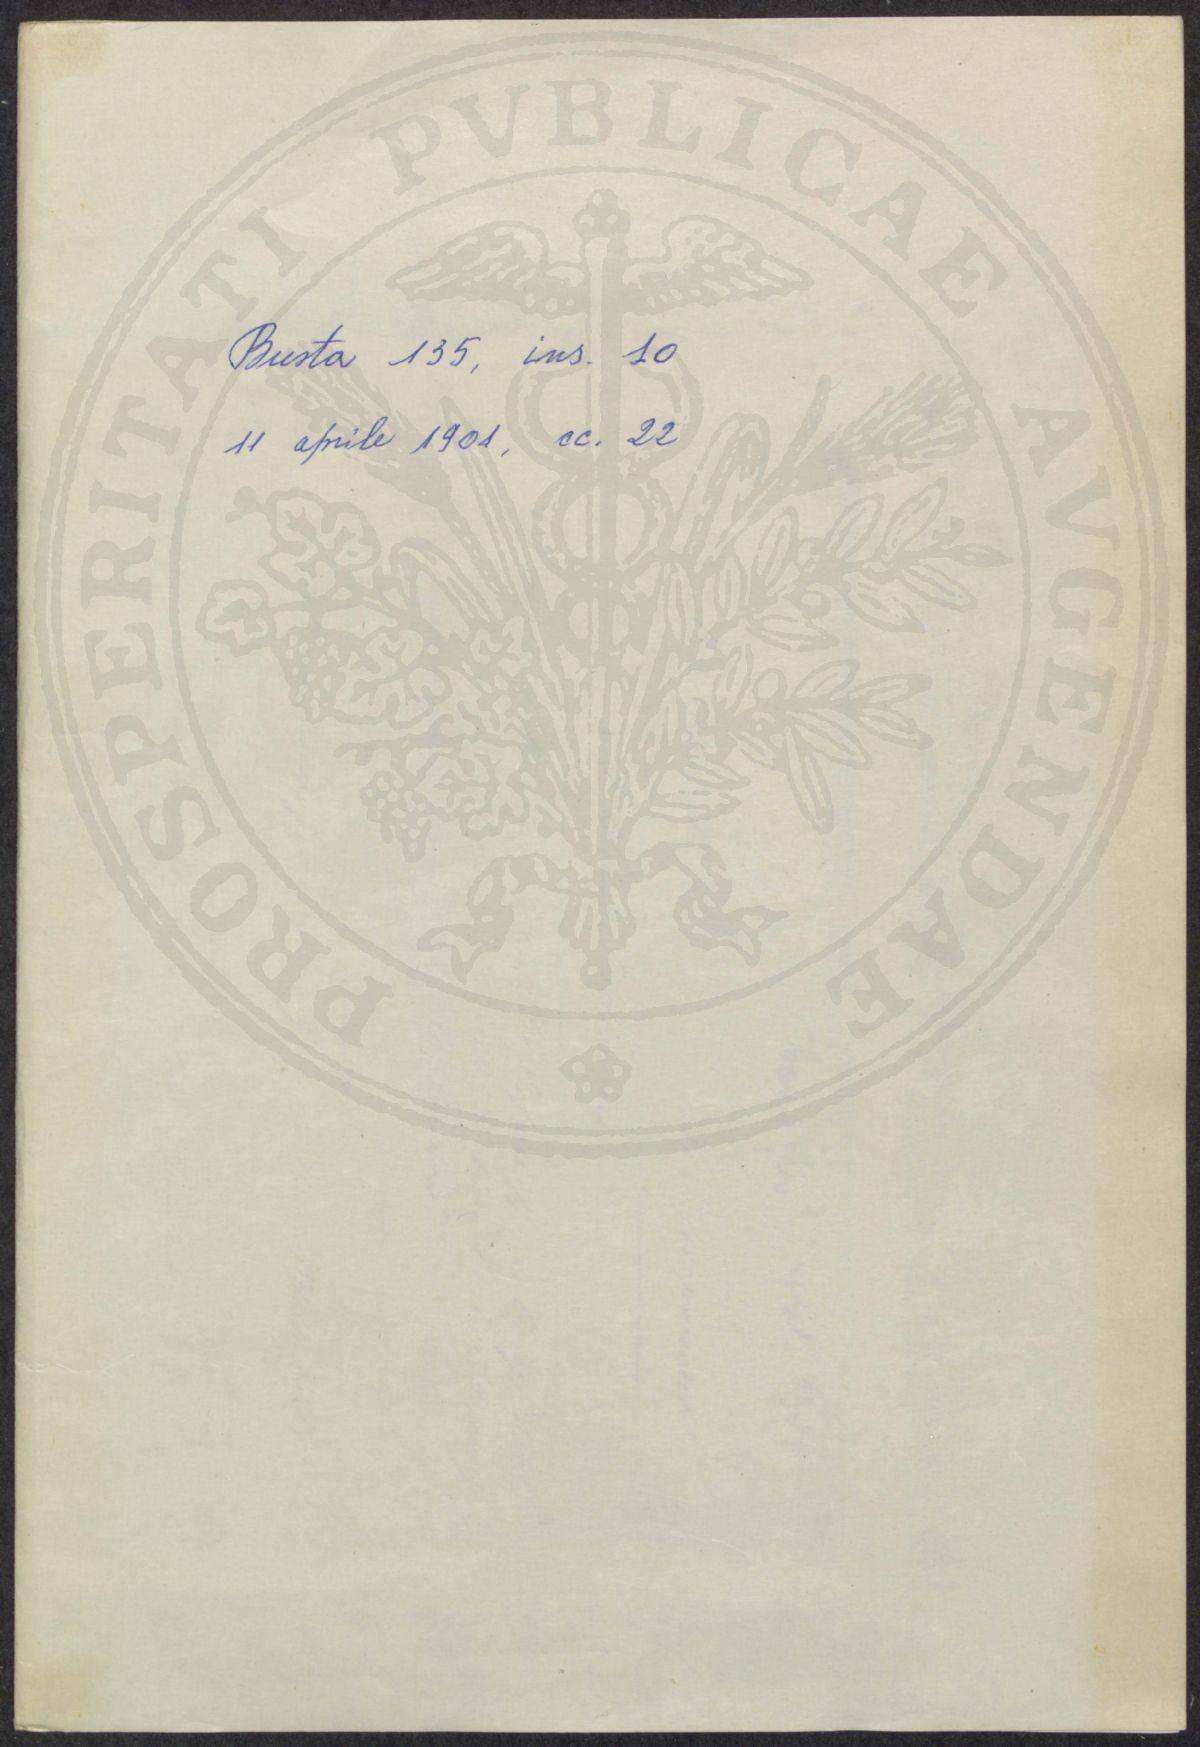 PROSPERITATI PVBLICAE AVGENDAE
Busta 135, ins. 10
11 aprile 1901, cc. 22